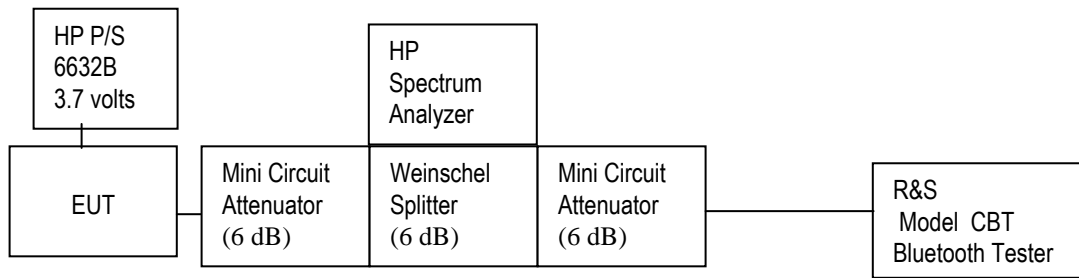 HP P/S
6632B
3.7 volts
HP
Spectrum
Analyzer
EUT
Mini Circuit
Attenuator
(6 dB)
Weinschel
Splitter
(6 dB)
Mini Circuit
Attenuator
(6 dB)
R&S
Model CBT
Bluetooth Tester